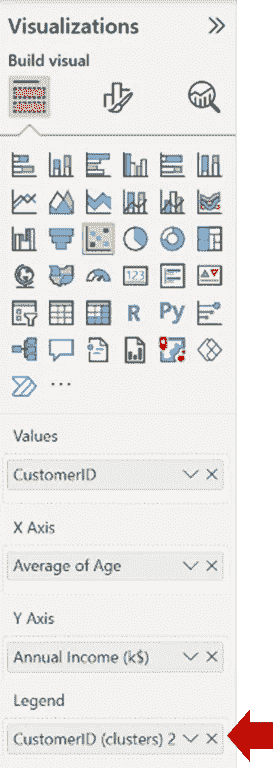 Visualizations
Build visual
123
R
Py
Values
CustomerID
X Axis
Average of Age
Y Axis
Annual Income (k$)
Legend
CustomerID (clusters) 2